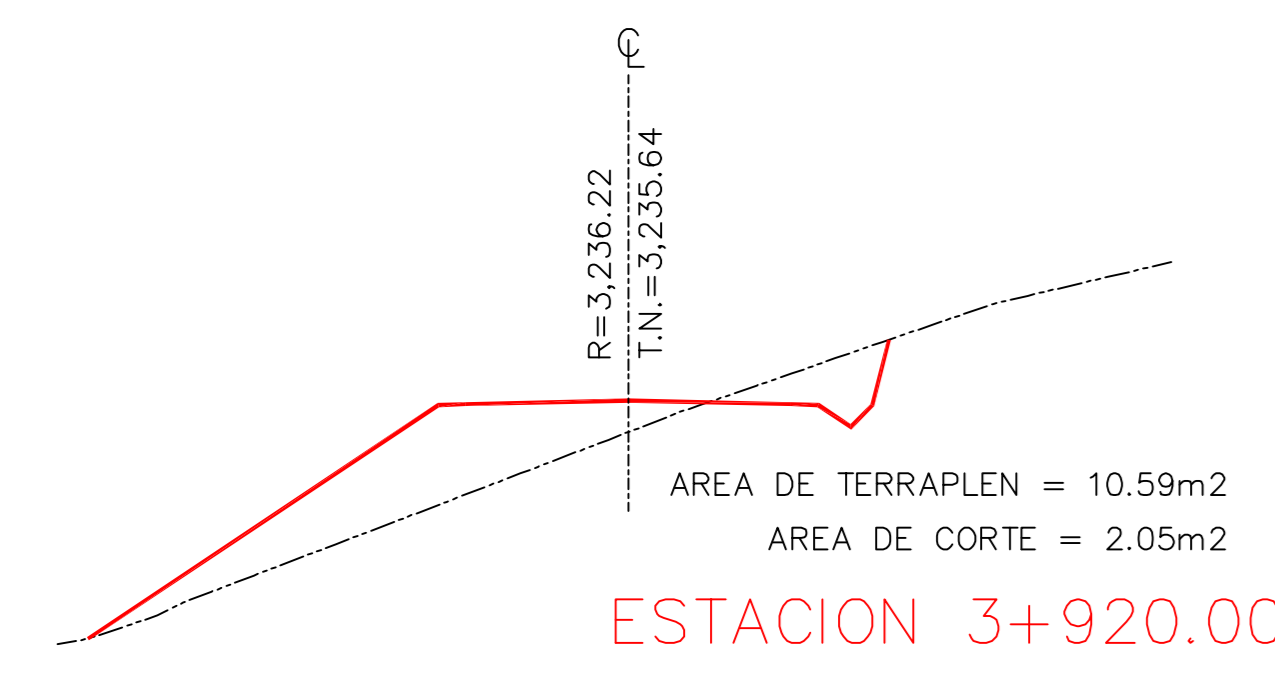 ℄
R=3,236.22
T.N.=3,235.64
AREA DE TERRAPLEN = 10.59m2
AREA DE CORTE = 2.05m2
ESTACION 3+920.00